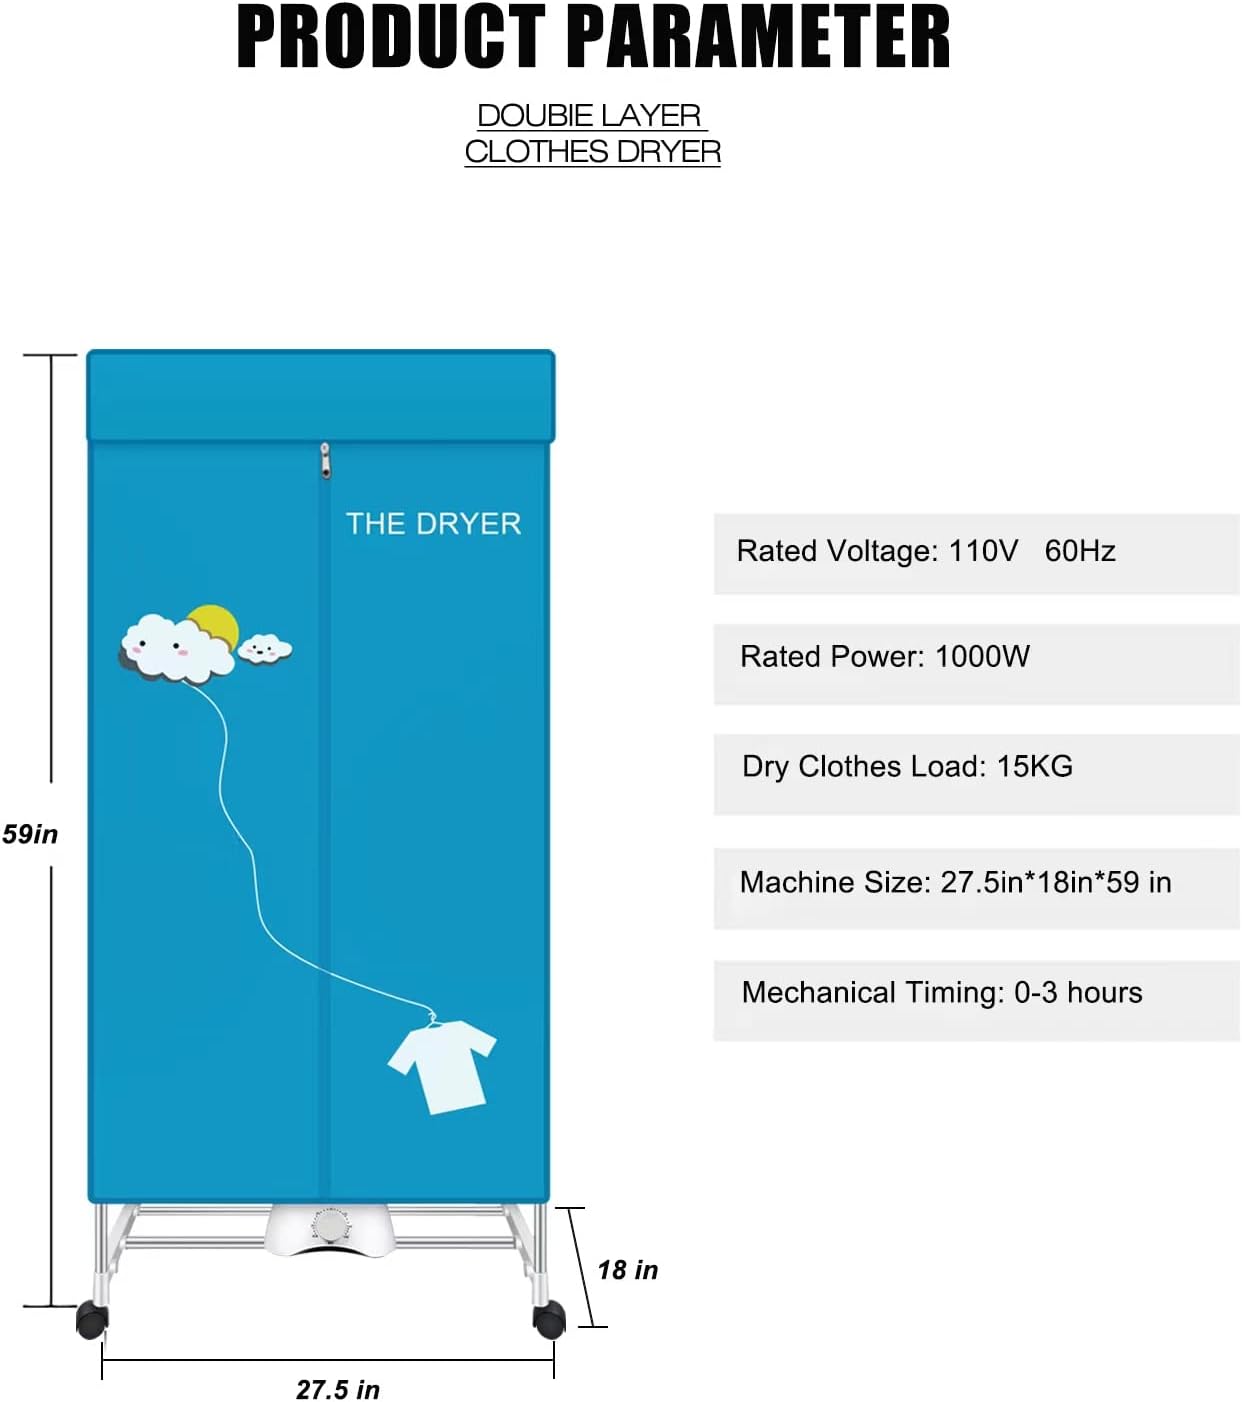 PRODUCT PARAMETER
DOUBIE LAYER
CLOTHES DRYER
THE DRYER
Rated Voltage: 110V 60Hz
Rated Power: 1000W
Dry Clothes Load: 15KG
59in
Machine Size: 27.5in*18in*59 in
Mechanical Timing: 0-3 hours
18 in
27.5 in